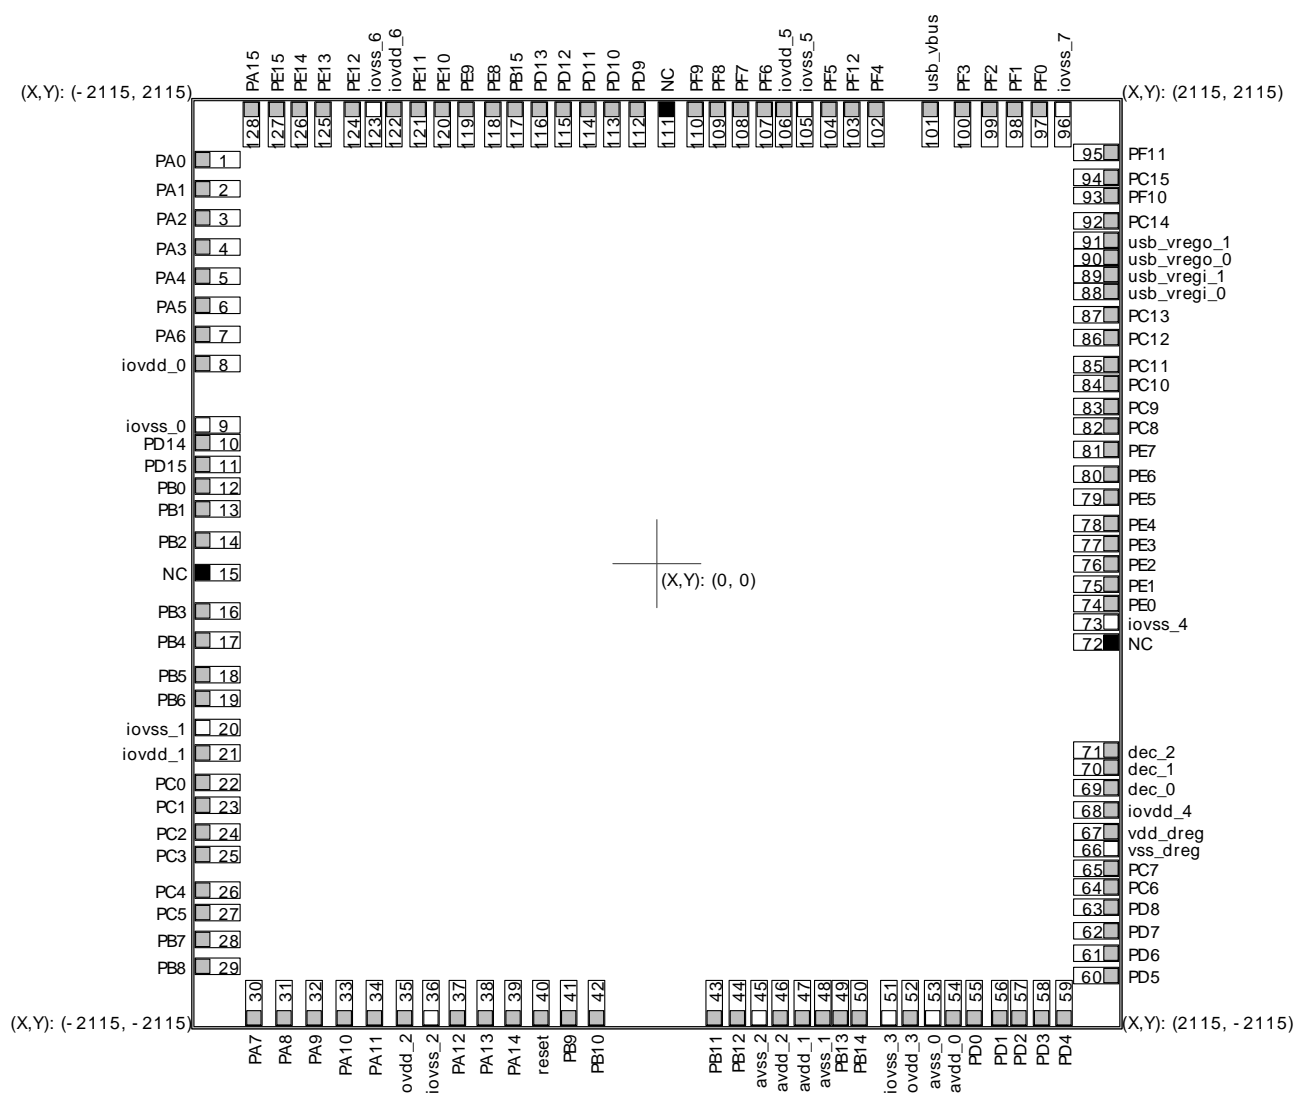 PA15 PE15 PE14 PE13 PE12 iovss_6 iovdd_6 PE11 PE10 PE9 PE8 PB15 PD13 PD12 PD11 PD10 PD9 NC PF9 PF8 PF7 PF6 iovdd_5 iovss_5 PF5 PF12 PF4 usb_vbus PF3 PF2 PF1 PF0 iovss_7
(X,Y): (-2115, 2115)
(X,Y): (2115, 2115)
128 127 126 125 124 123 122 121 120 119 118 117 116 115 114 113 112 111 110 109 108 107 106 105 104 103 102 101 100 99 98 97 96
PA0 1
PA1 2
PA2 3
PA3 4
PA4 5
PA5 6
PA6 7
iovdd_0 8
iovss_0 9
PD14 10
PD15 11
PB0 12
PB1 13
PB2 14
NC 15
PB3 16
PB4 17
PB5 18
PB6 19
iovss_1 20
iovdd_1 21
PC0 22
PC1 23
PC2 24
PC3 25
PC4 26
PC5 27
PB7 28
PB8 29
(X,Y): (0, 0)
95 PF11
94 PC15
93 PF10
92 PC14
91 usb_vrego_1
90 usb_vrego_0
89 usb_vregi_1
88 usb_vregi_0
87 PC13
86 PC12
85 PC11
84 PC10
83 PC9
82 PC8
81 PE7
80 PE6
79 PE5
78 PE4
77 PE3
76 PE2
75 PE1
74 PE0
73 iovss_4
72 NC
71 dec_2
70 dec_1
69 dec_0
68 iovdd_4
67 vdd_dreg
66 vss_dreg
65 PC7
64 PC6
63 PD8
62 PD7
61 PD6
60 PD5
30 31 32 33 34 35 36 37 38 39 40 41 42 43 44 45 46 47 48 49 50 51 52 53 54 55 56 57 58 59
(X,Y): (-2115, -2115)
(X,Y): (2115, -2115)
PA7 PA8 PA9 PA10 PA11 iovdd_2 iovss_2 PA12 PA13 PA14 reset PB9 PB10 PB11 PB12 avss_2 avdd_2 avdd_1 avss_1 PB13 PB14 iovss_3 iovdd_3 avss_0 avdd_0 PD0 PD1 PD2 PD3 PD4